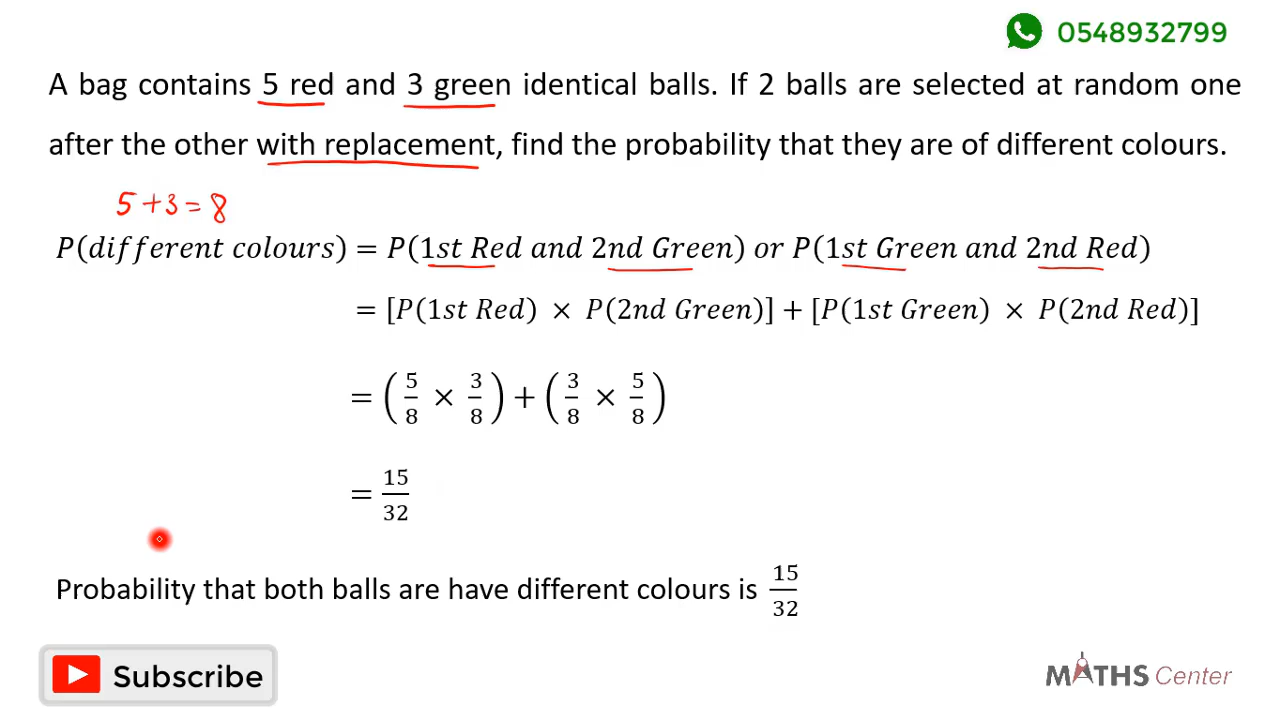 0548932799
A bag contains 5 red and 3 green identical balls. If 2 balls are selected at random one
after the other with replacement, find the probability that they are of different colours.
5+3=8
P(different colours) = P(1st Red and 2nd Green) or P(1st Green and 2nd Red)
= [P(1st Red) × P(2nd Green)] + [P(1st Green) × P(2nd Red)]
= (5/8 × 3/8) + (3/8 × 5/8)
= 15/32
Probability that both balls are have different colours is 15/32
Subscribe
MATHS Center